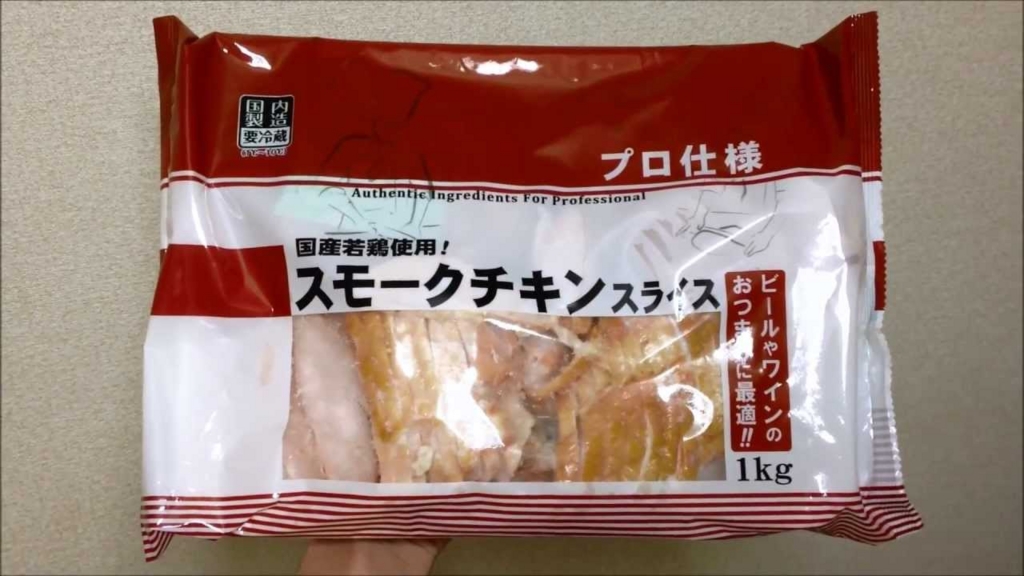 国内
製造
要冷蔵
プロ仕様
Authentic Ingredients For Professional
国産若鶏使用!
スモークチキンスライス
ビールやワインの
おつまみに最適!!
1kg